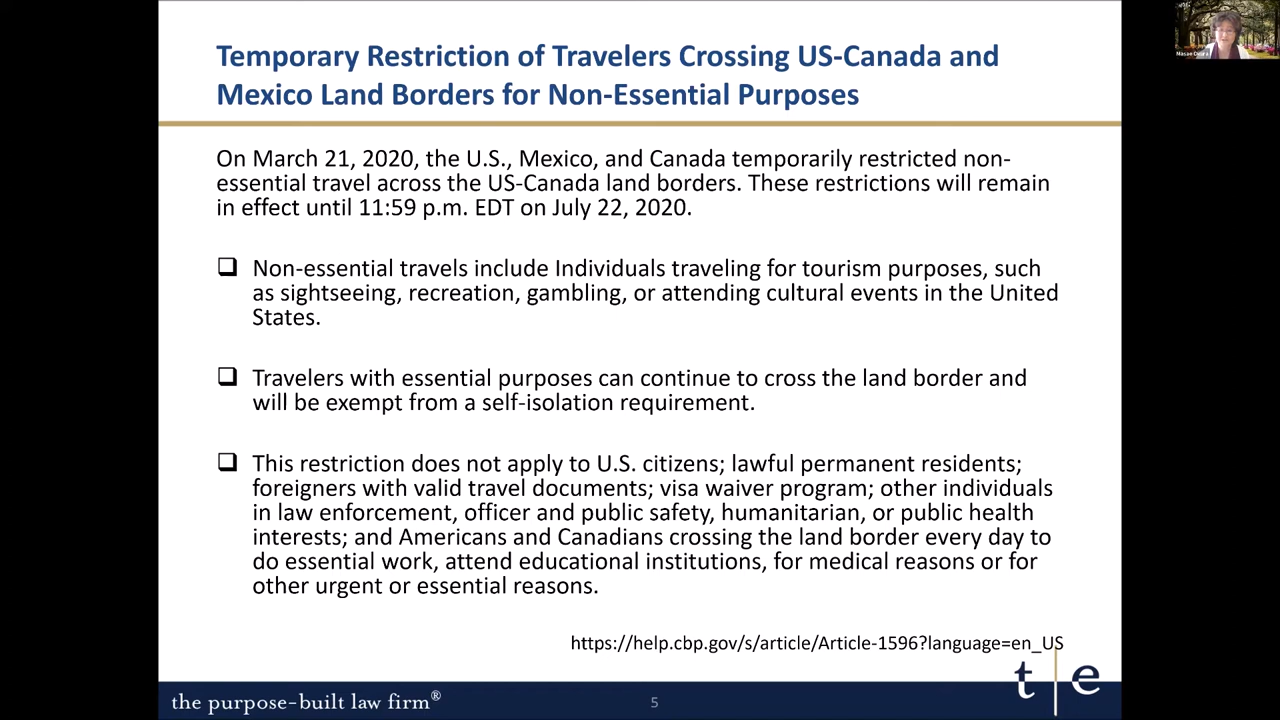 Temporary Restriction of Travelers Crossing US-Canada and
Mexico Land Borders for Non-Essential Purposes
On March 21, 2020, the U.S., Mexico, and Canada temporarily restricted non-
essential travel across the US-Canada land borders. These restrictions will remain
in effect until 11:59 p.m. EDT on July 22, 2020.
Non-essential travels include Individuals traveling for tourism purposes, such
as sightseeing, recreation, gambling, or attending cultural events in the United
States.
Travelers with essential purposes can continue to cross the land border and
will be exempt from a self-isolation requirement.
This restriction does not apply to U.S. citizens; lawful permanent residents;
foreigners with valid travel documents; visa waiver program; other individuals
in law enforcement, officer and public safety, humanitarian, or public health
interests; and Americans and Canadians crossing the land border every day to
do essential work, attend educational institutions, for medical reasons or for
other urgent or essential reasons.
https://help.cbp.gov/s/article/Article-1596?language=en_US
t e
the purpose-built law firm®
5